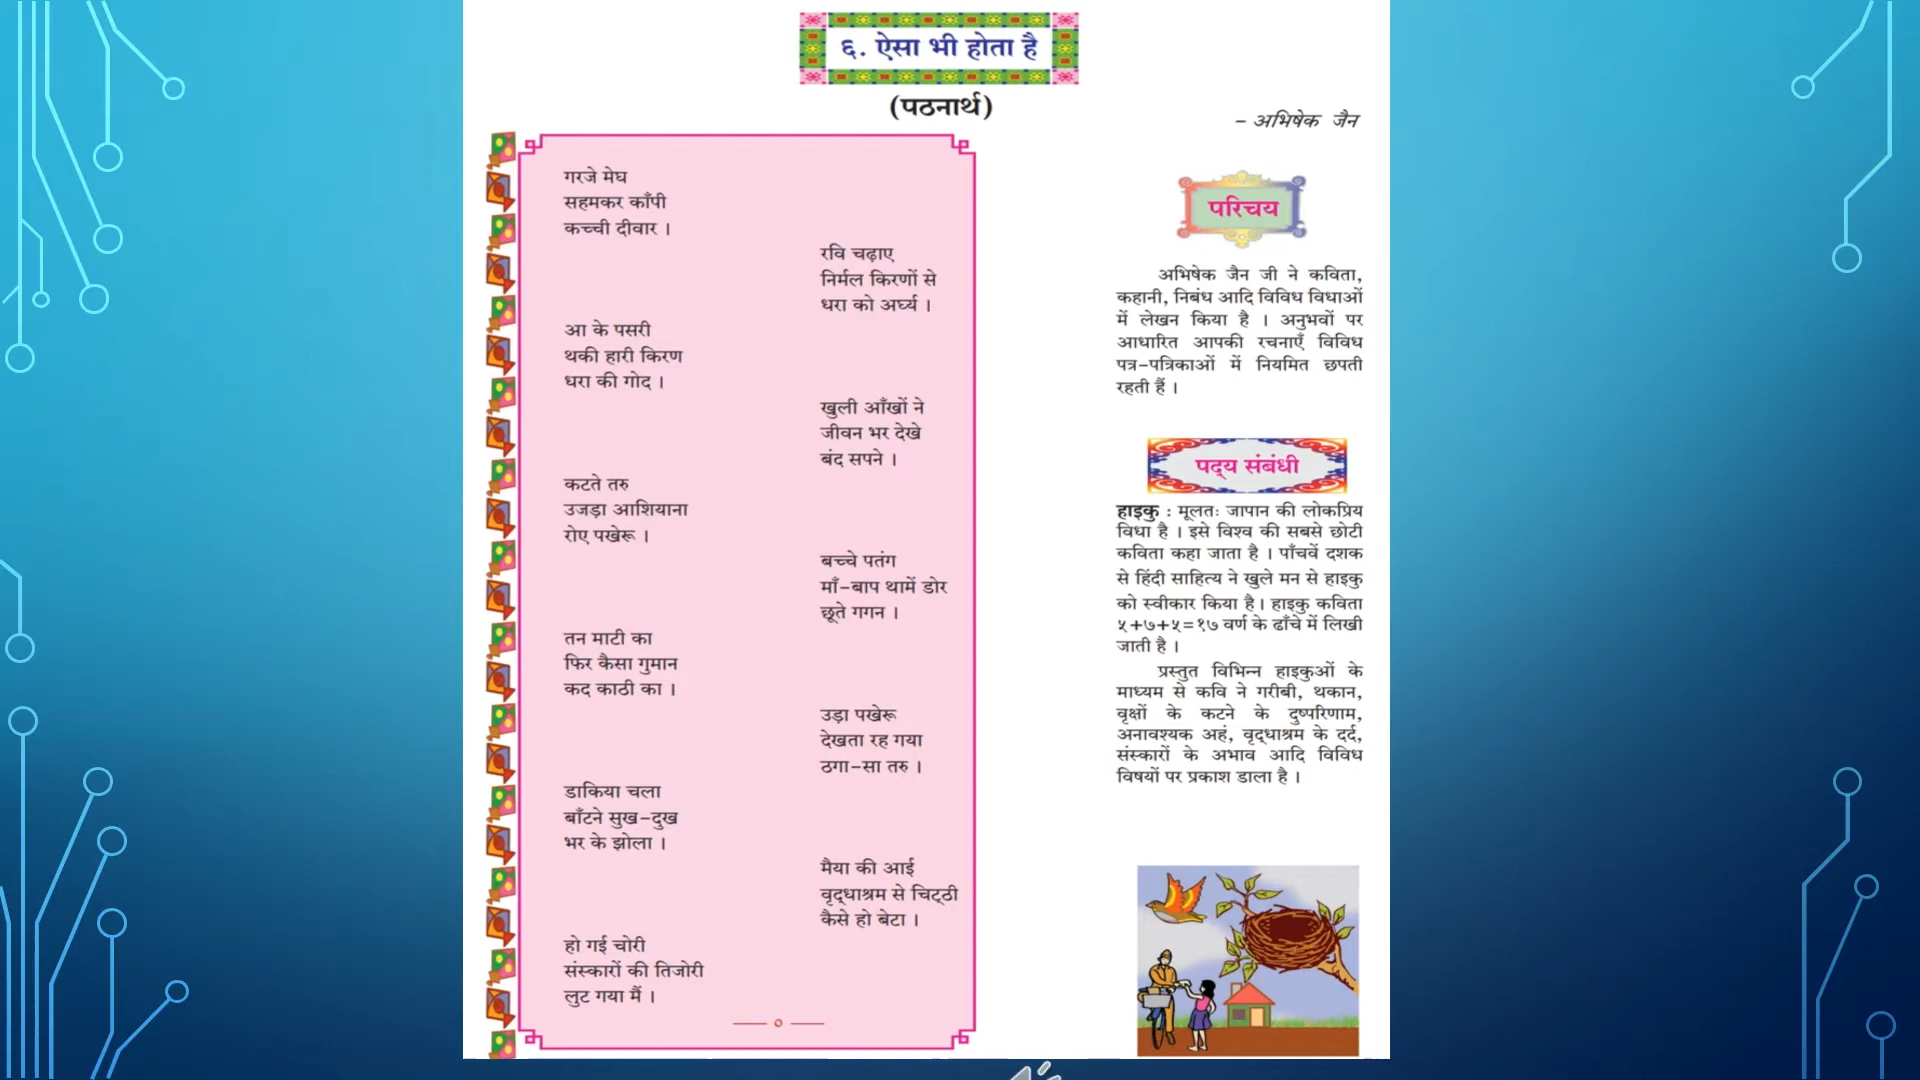 ६. ऐसा भी होता है
(पठनार्थ)
– अभिषेक जैन
गरजे मेघ
सहमकर काँपी
कच्ची दीवार ।
रवि चढ़ाए
निर्मल किरणों से
धरा को अर्घ्य ।
आ के पसरी
थकी हारी किरण
धरा की गोद ।
खुली आँखों ने
जीवन भर देखे
बंद सपने ।
कटते तरु
उजड़ा आशियाना
रोए पखेरू ।
बच्चे पतंग
माँ-बाप थामें डोर
छूते गगन ।
तन माटी का
फिर कैसा गुमान
कद काठी का ।
उड़ा पखेरू
देखता रह गया
ठगा-सा तरु ।
डाकिया चला
बाँटने सुख-दुख
भर के झोला ।
मैया की आई
वृद्धाश्रम से चिट्ठी
कैसे हो बेटा ।
हो गई चोरी
संस्कारों की तिजोरी
लुट गया मैं ।
परिचय
अभिषेक जैन जी ने कविता,
कहानी, निबंध आदि विविध विधाओं
में लेखन किया है । अनुभवों पर
आधारित आपकी रचनाएँ विविध
पत्र-पत्रिकाओं में नियमित छपती
रहती हैं ।
पद्य संबंधी
हाइकु : मूलतः जापान की लोकप्रिय
विधा है । इसे विश्व की सबसे छोटी
कविता कहा जाता है । पाँचवें दशक
से हिंदी साहित्य ने खुले मन से हाइकु
को स्वीकार किया है। हाइकु कविता
५+७+५=१७ वर्ण के ढाँचे में लिखी
जाती है ।
प्रस्तुत विभिन्न हाइकुओं के
माध्यम से कवि ने गरीबी, थकान,
वृक्षों के कटने के दुष्परिणाम,
अनावश्यक अहं, वृद्धाश्रम के दर्द,
संस्कारों के अभाव आदि विविध
विषयों पर प्रकाश डाला है ।